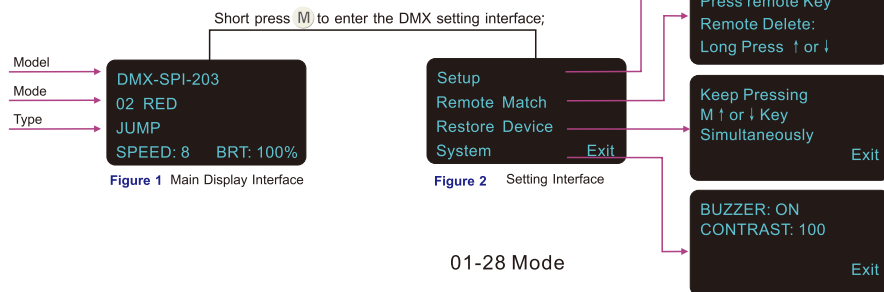 Short press M to enter the DMX setting interface;
Model
Mode
Type
DMX-SPI-203
02 RED
JUMP
SPEED: 8 BRT: 100%
Figure 1 Main Display Interface
Setup
Remote Match
Restore Device
System Exit
Figure 2 Setting Interface
Press remote Key
Remote Delete:
Long Press ↑ or ↓
Keep Pressing
M ↑ or ↓ Key
Simultaneously
Exit
BUZZER: ON
CONTRAST: 100
Exit
01-28 Mode